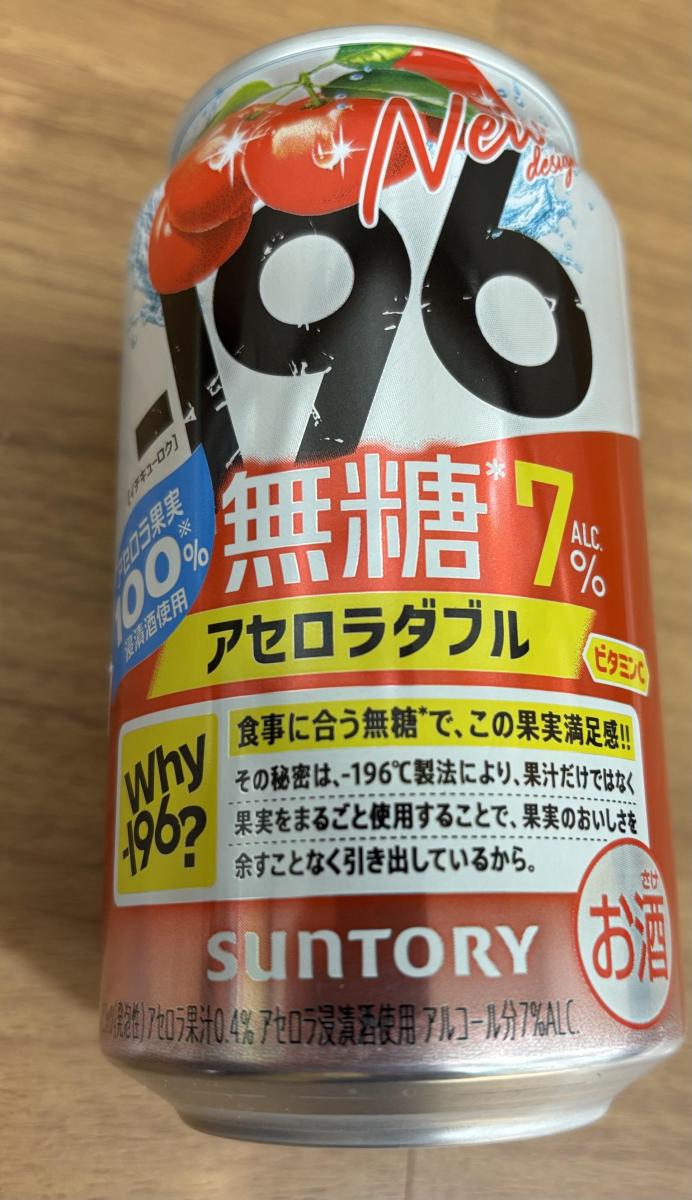 New
design
-196
[イチキューロク]
アセロラ果実
100%※
浸漬酒使用
無糖* 7% ALC.
アセロラダブル
ビタミンC
Why
-196?
食事に合う無糖*で、この果実満足感!!
その秘密は、-196℃製法により、果汁だけではなく
果実をまるごと使用することで、果実のおいしさを
余すことなく引き出しているから。
さけ
お酒
SUNTORY
(発泡性) アセロラ果汁0.4% アセロラ浸漬酒使用 アルコール分7%ALC.